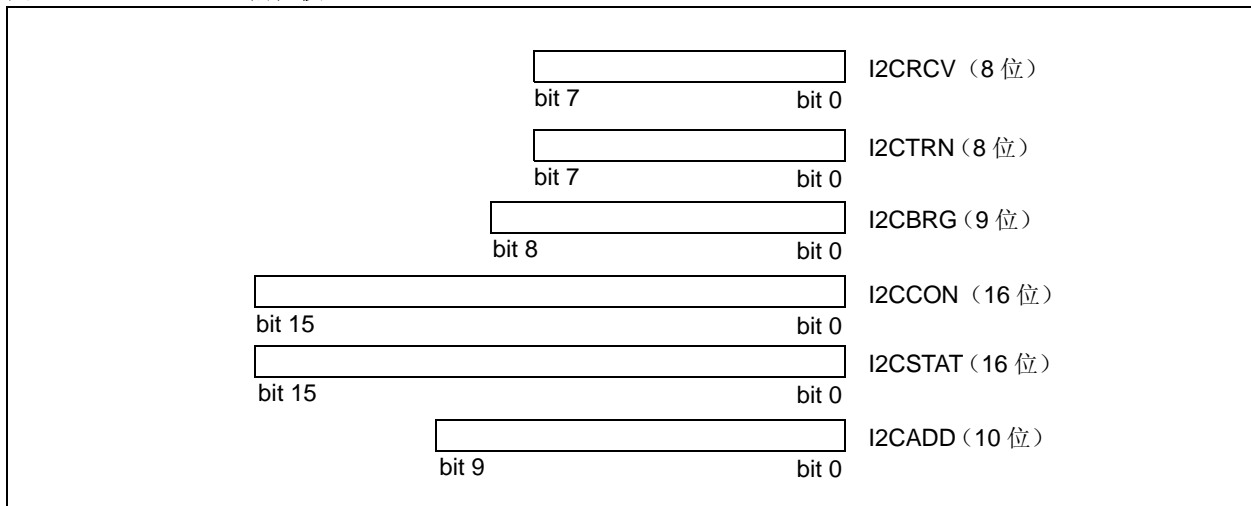 I2CRCV（8 位）
bit 7 bit 0
I2CTRN（8 位）
bit 7 bit 0
I2CBRG（9 位）
bit 8 bit 0
I2CCON（16 位）
bit 15 bit 0
I2CSTAT（16 位）
bit 15 bit 0
I2CADD（10 位）
bit 9 bit 0